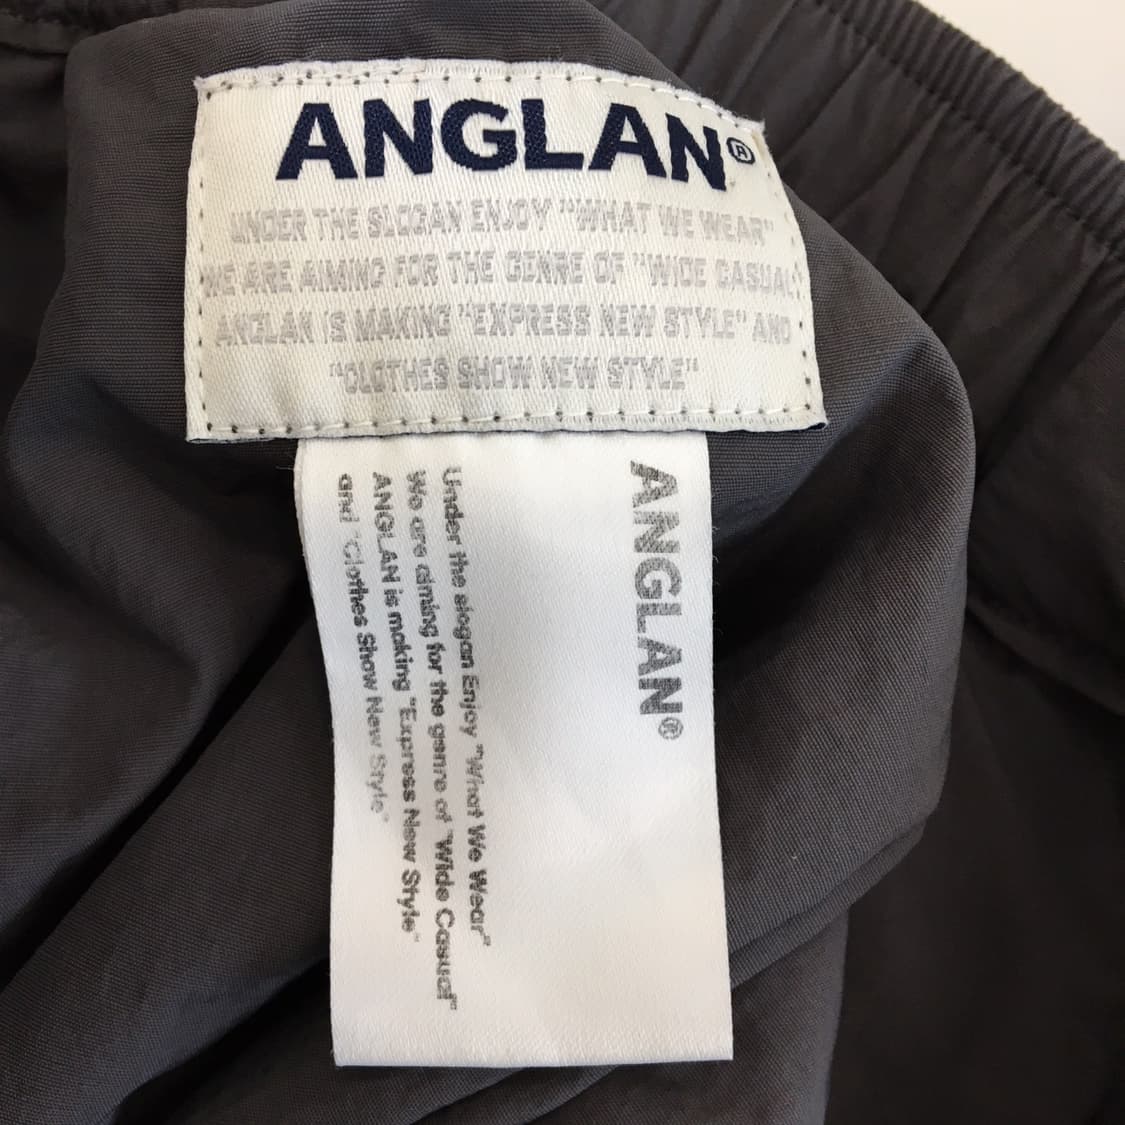 ANGLAN®
UNDER THE SLOGAN ENJOY "WHAT WE WEAR"
WE ARE AIMING FOR THE GENRE OF "WIDE CASUAL"
ANGLAN IS MAKING "EXPRESS NEW STYLE" AND
"CLOTHES SHOW NEW STYLE"
ANGLAN®
Under the slogan Enjoy "What We Wear"
We are aiming for the genre of "Wide Casual"
ANGLAN is making "Express New Style"
and "Clothes Show New Style"